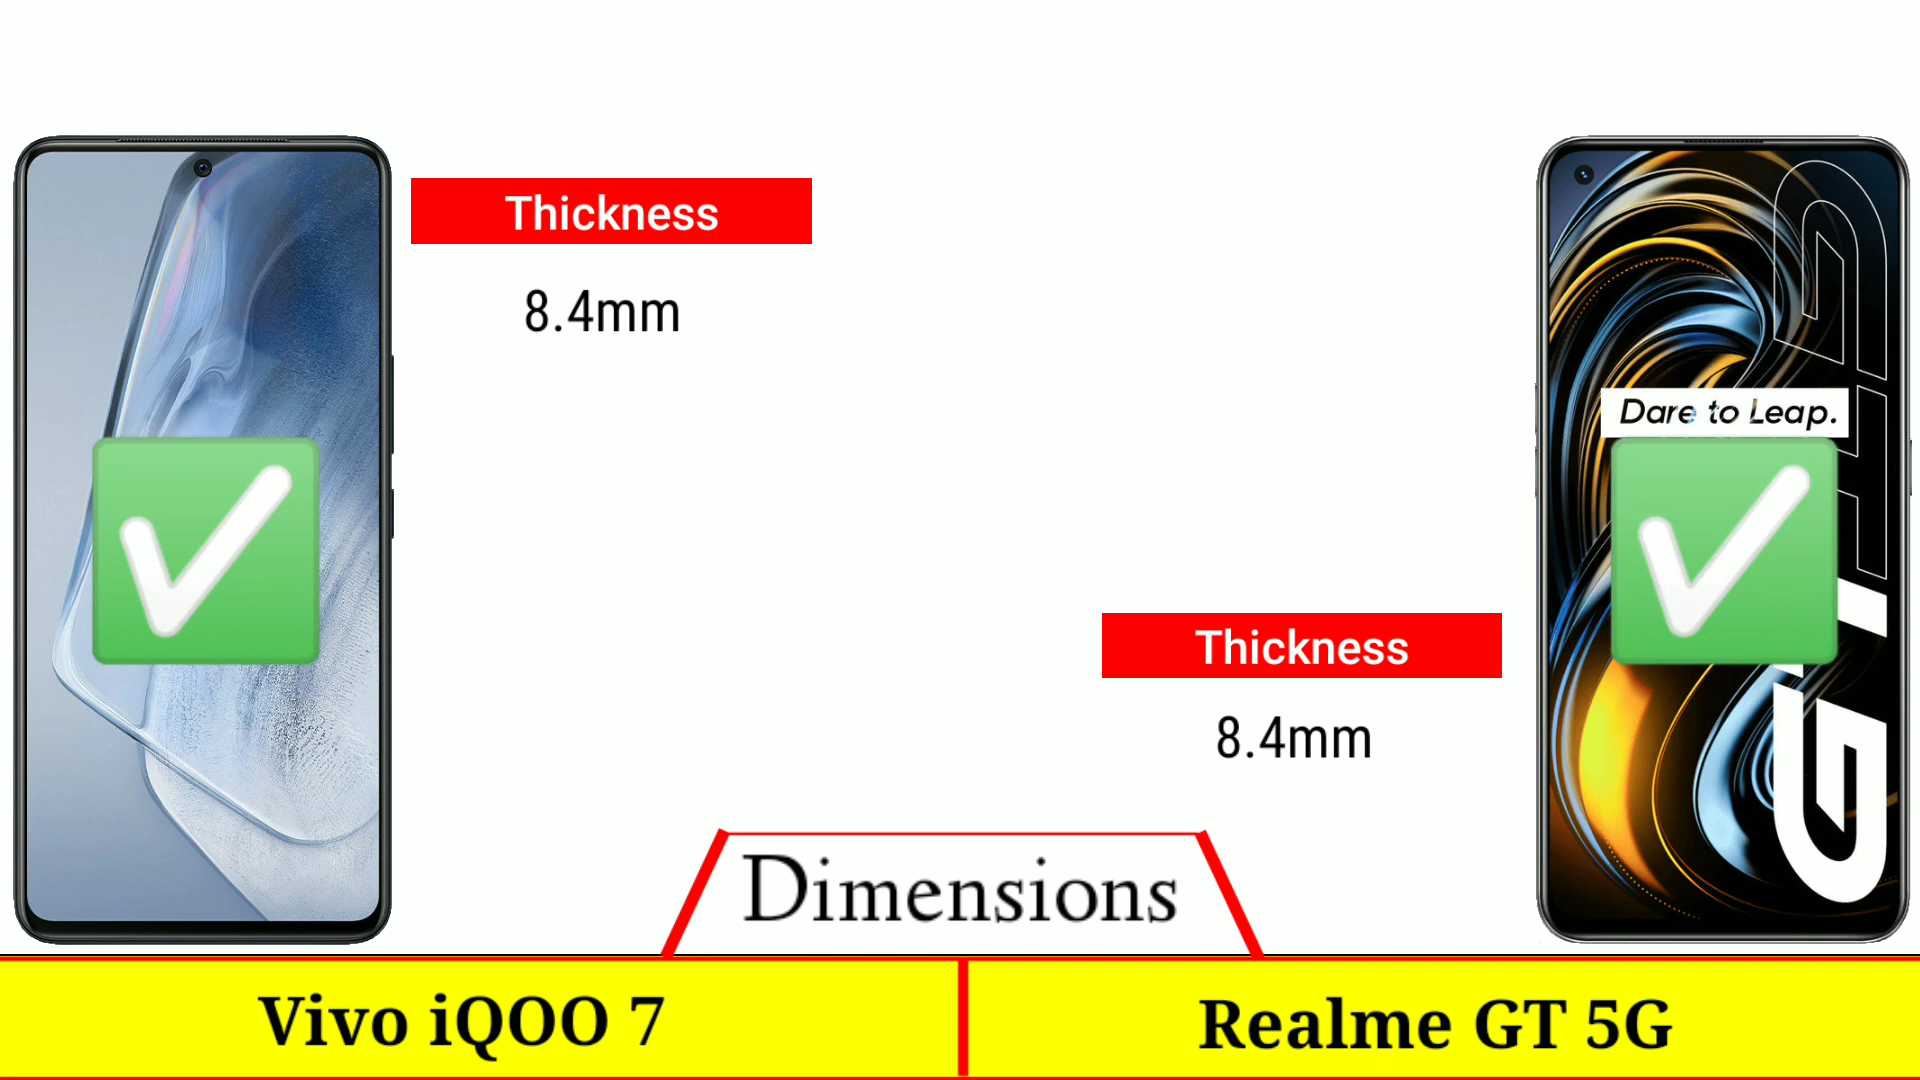 Thickness
8.4mm
Dare to Leap.
GT
Thickness
8.4mm
Dimensions
Vivo iQOO 7
Realme GT 5G